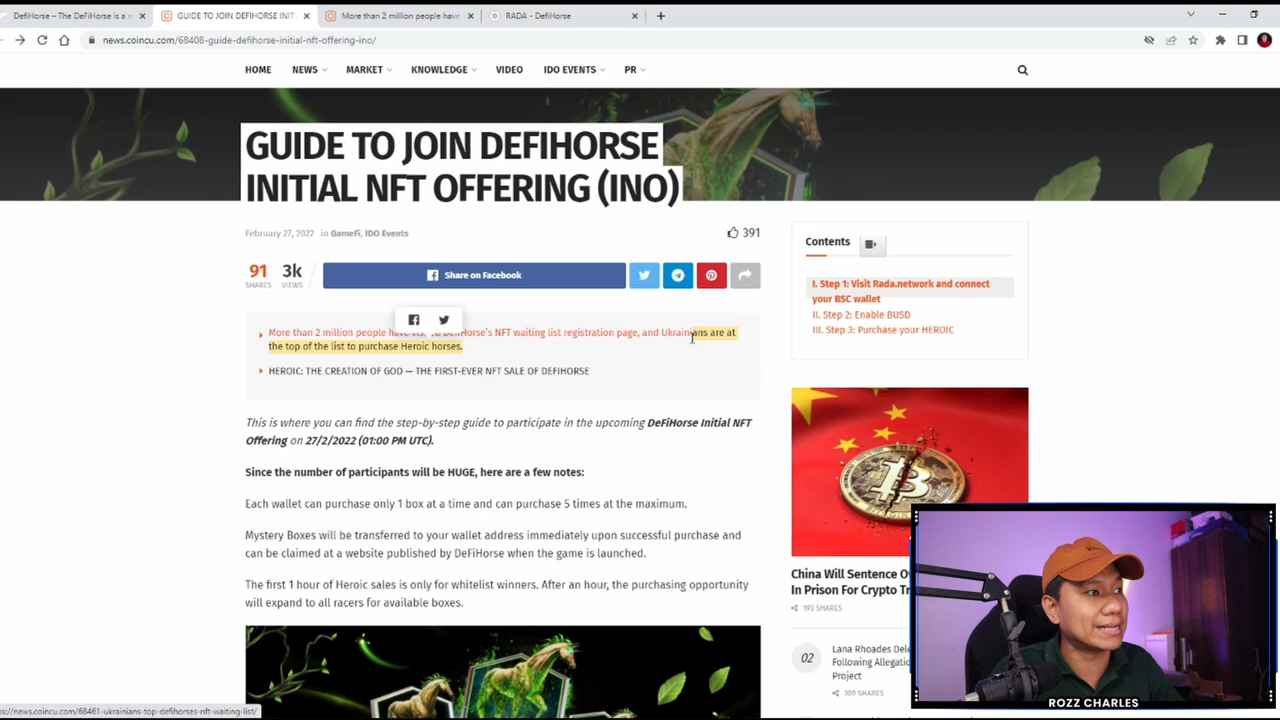 DefiHorse – The DeFiHorse is a m
GUIDE TO JOIN DEFIHORSE INITI
More than 2 million people have
RADA - DefiHorse
news.coincu.com/68408-guide-defihorse-initial-nft-offering-ino/
HOME NEWS MARKET KNOWLEDGE VIDEO IDO EVENTS PR
GUIDE TO JOIN DEFIHORSE
INITIAL NFT OFFERING (INO)
February 27, 2022 in GameFi, IDO Events
391
91
SHARES
3k
VIEWS
Share on Facebook
More than 2 million people have DeFiHorse's NFT waiting list registration page, and Ukrainians are at
the top of the list to purchase Heroic horses.
HEROIC: THE CREATION OF GOD — THE FIRST-EVER NFT SALE OF DEFIHORSE
This is where you can find the step-by-step guide to participate in the upcoming DeFiHorse Initial NFT
Offering on 27/2/2022 (01:00 PM UTC).
Since the number of participants will be HUGE, here are a few notes:
Each wallet can purchase only 1 box at a time and can purchase 5 times at the maximum.
Mystery Boxes will be transferred to your wallet address immediately upon successful purchase and
can be claimed at a website published by DeFiHorse when the game is launched.
The first 1 hour of Heroic sales is only for whitelist winners. After an hour, the purchasing opportunity
will expand to all racers for available boxes.
Contents
I. Step 1: Visit Rada.network and connect
your BSC wallet
II. Step 2: Enable BUSD
III. Step 3: Purchase your HEROIC
China Will Sentence O
In Prison For Crypto Tr
193 SHARES
02
Lana Rhoades Dele
Following Allegatio
Project
109 SHARES
ROZZ CHARLES
s://news.coincu.com/68461-ukrainians-top-defihorses-nft-waiting-list/